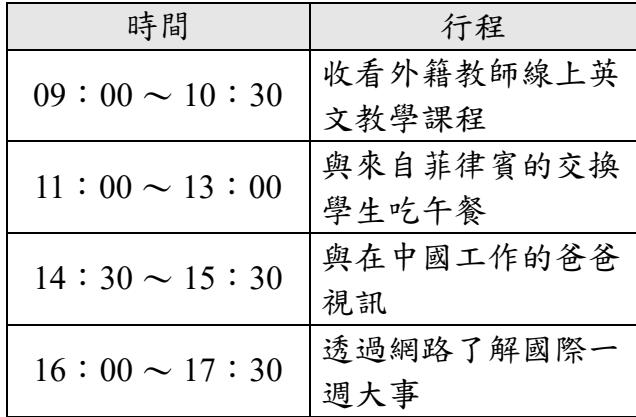 時間 行程
09：00～10：30 收看外籍教師線上英
文教學課程
11：00～13：00 與來自菲律賓的交換
學生吃午餐
14：30～15：30 與在中國工作的爸爸
視訊
16：00～17：30 透過網路了解國際一
週大事